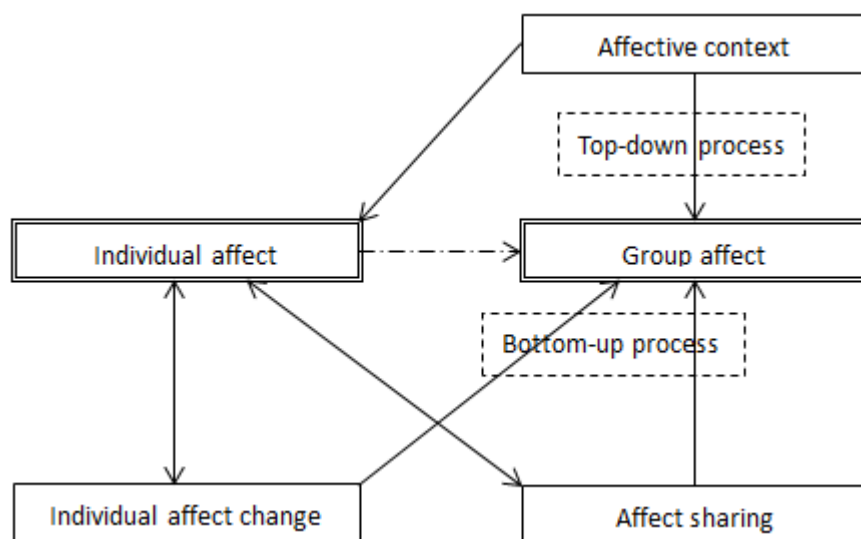 Affective context
Top-down process
Individual affect
Group affect
Bottom-up process
Individual affect change
Affect sharing